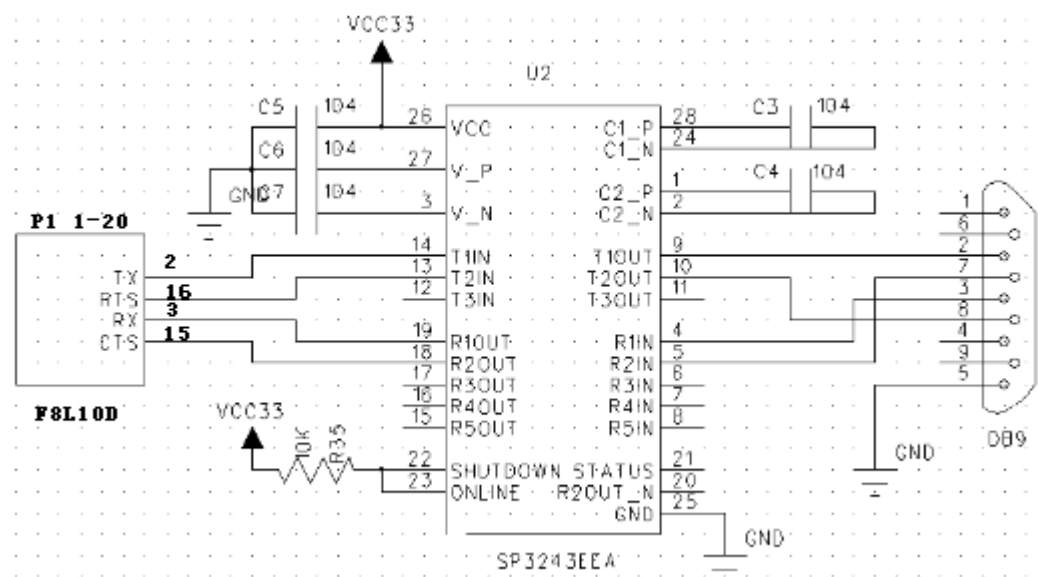 VCC33
U2
C5 104
C6 104
GND C7 104
26 VCC
27 V_P
3 V_N
14 T1IN
13 T2IN
12 T3IN
19 R1OUT
18 R2OUT
17 R3OUT
16 R4OUT
15 R5OUT
22 SHUTDOWN
23 ONLINE
C1_P 28
C1_N 24
C2_P 1
C2_N 2
T1OUT 9
T2OUT 10
T3OUT 11
R1IN 4
R2IN 5
R3IN 6
R4IN 7
R5IN 8
STATUS 21
R2OUT_N 20
GND 25
SP3243EEA
C3 104
C4 104
P1 1-20
TX 2
RTS 16
RX 3
CTS 15
F8L10D
VCC33
10K R35
1
6
2
7
3
8
4
9
5
DB9
GND
GND